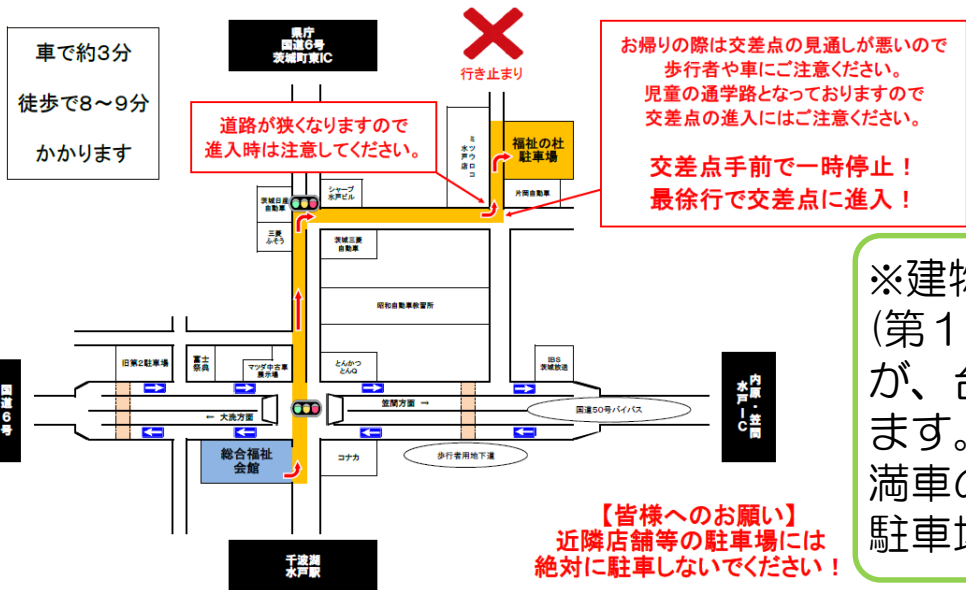 車で約3分
徒歩で8～9分
かかります
県庁
国道6号
茨城町東IC
行き止まり
お帰りの際は交差点の見通しが悪いので
歩行者や車にご注意ください。
児童の通学路となっておりますので
交差点の進入にはご注意ください。
交差点手前で一時停止！
最徐行で交差点に進入！
道路が狭くなりますので
進入時は注意してください。
ミツウロコ
水戸店
福祉の杜
駐車場
片岡自動車
茨城日産
自動車
シャープ
水戸ビル
三菱
ふそう
茨城三菱
自動車
昭和自動車教習所
旧第2駐車場
富士
祭典
マツダ中古車
展示場
とんかつ
とんQ
IBS
茨城放送
国道6号
← 大洗方面
笠間方面 →
国道50号バイパス
内原・笠間
水戸IC
総合福祉
会館
コナカ
歩行者用地下道
千波湖
水戸駅
【皆様へのお願い】
近隣店舗等の駐車場には
絶対に駐車しないでください！
※建物
(第１
が、台
ます。
満車の
駐車場